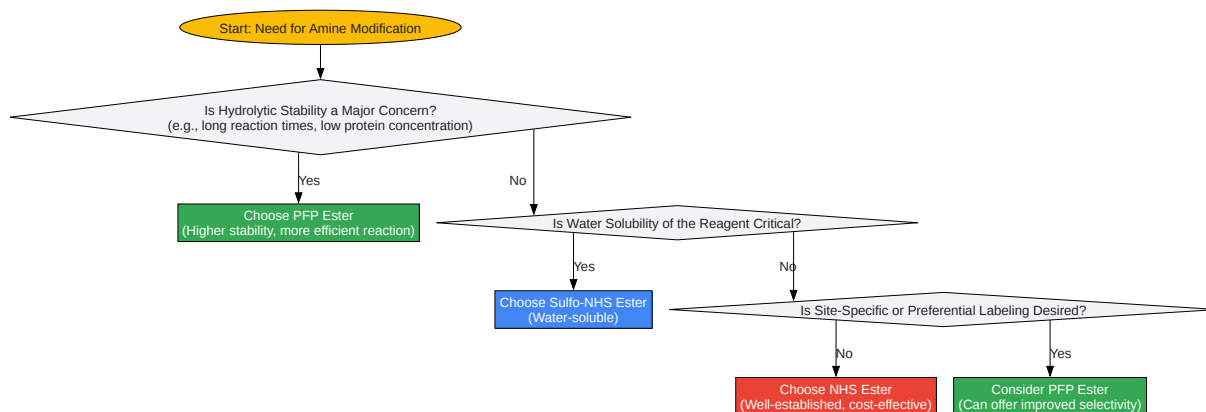 Start: Need for Amine Modification
Is Hydrolytic Stability a Major Concern?
(e.g., long reaction times, low protein concentration)
Yes
No
Choose PFP Ester
(Higher stability, more efficient reaction)
Is Water Solubility of the Reagent Critical?
Yes
No
Choose Sulfo-NHS Ester
(Water-soluble)
Is Site-Specific or Preferential Labeling Desired?
No
Yes
Choose NHS Ester
(Well-established, cost-effective)
Consider PFP Ester
(Can offer improved selectivity)